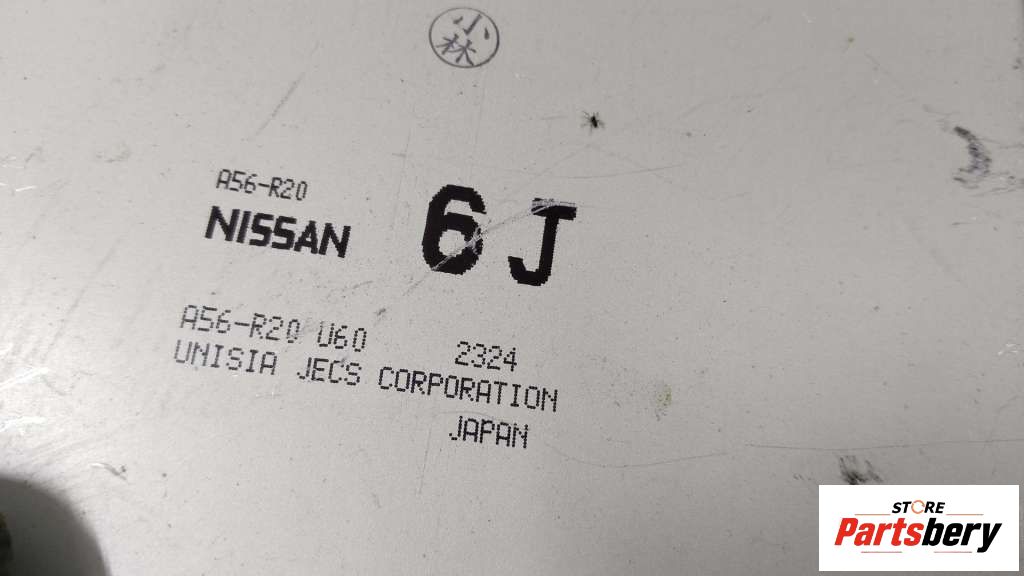 小
林
A56-R20
NISSAN
6J
A56-R20 U60 2324
UNISIA JECS CORPORATION
JAPAN
STORE
Partsbery